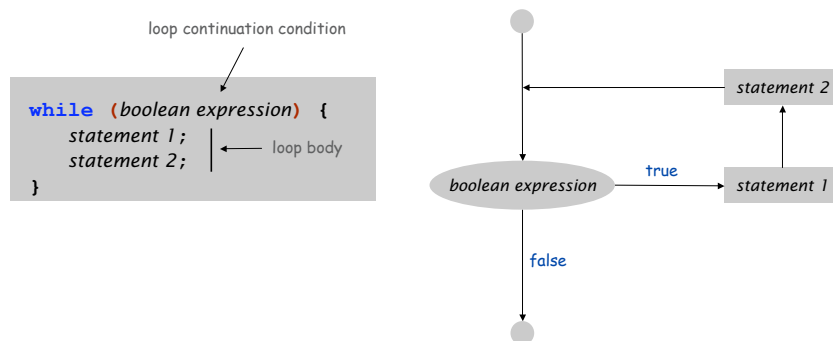 loop continuation condition
while (boolean expression) {
statement 1;
statement 2;
loop body
}
statement 2
boolean expression
true
statement 1
false